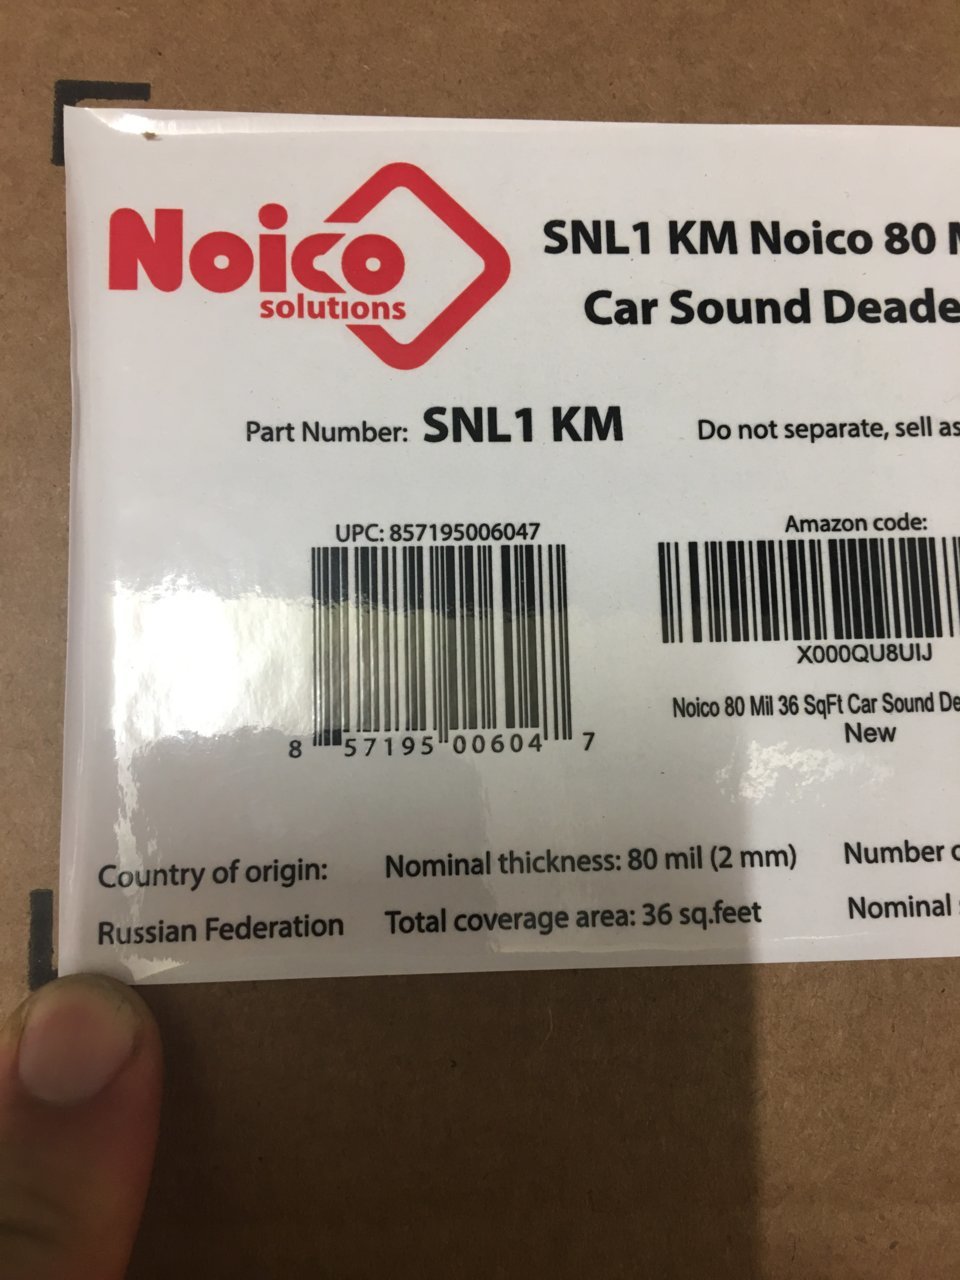 Noico
solutions
SNL1 KM Noico 80
Car Sound Deade
Part Number: SNL1 KM
Do not separate, sell as
UPC: 857195006047
8 57195 00604 7
Amazon code:
X000QU8UIJ
Noico 80 Mil 36 SqFt Car Sound De
New
Country of origin:
Russian Federation
Nominal thickness: 80 mil (2 mm)
Total coverage area: 36 sq.feet
Number
Nominal